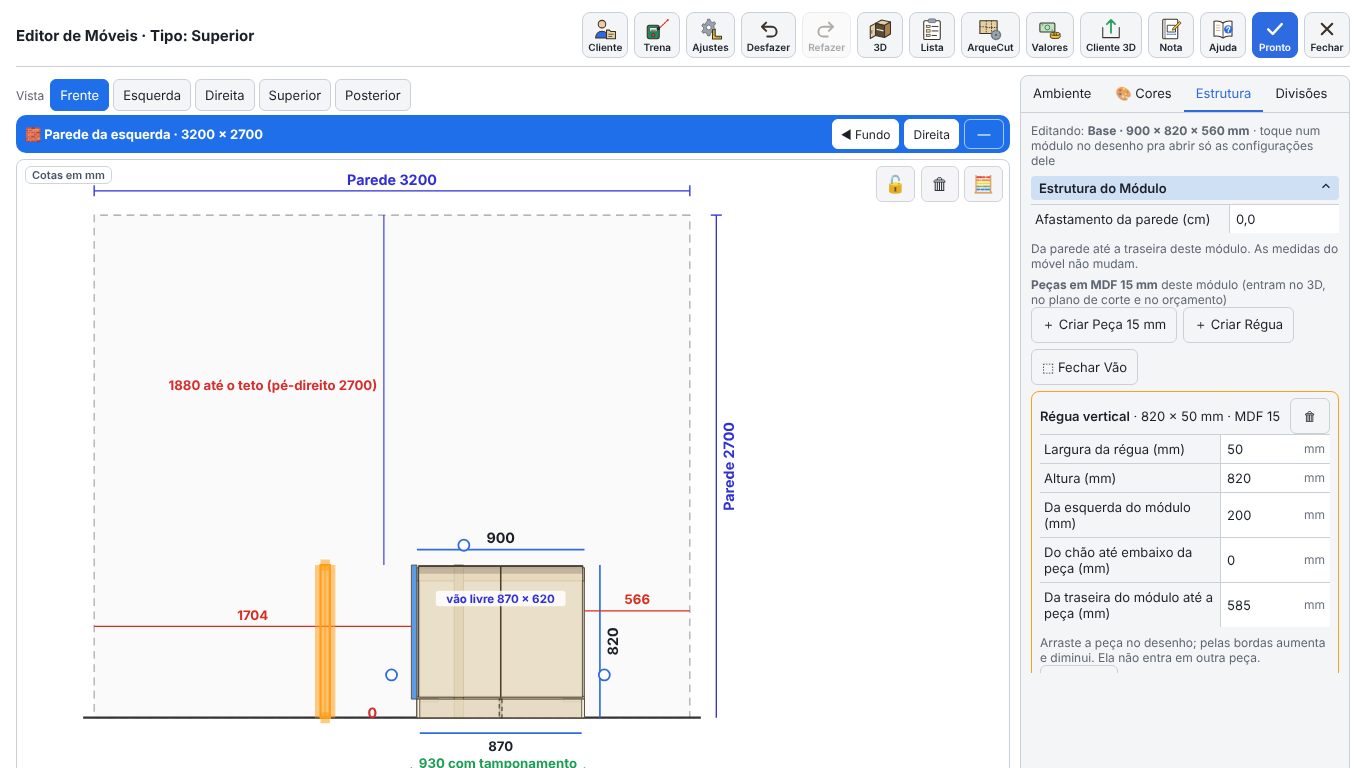 Editor de Móveis · Tipo: Superior
Cliente
Trena
Ajustes
Desfazer
Refazer
3D
Lista
ArqueCut
Valores
Cliente 3D
Nota
Ajuda
Pronto
Fechar
Vista
Frente
Esquerda
Direita
Superior
Posterior
Parede da esquerda · 3200 × 2700
◀ Fundo
Direita
—
Cotas em mm
Parede 3200
1880 até o teto (pé-direito 2700)
Parede 2700
900
vão livre 870 × 620
1704
566
820
0
870
930 com tamponamento
Ambiente
Cores
Estrutura
Divisões
Editando: Base · 900 × 820 × 560 mm · toque num
módulo no desenho pra abrir só as configurações
dele
Estrutura do Módulo
Afastamento da parede (cm)
0,0
Da parede até a traseira deste módulo. As medidas do
móvel não mudam.
Peças em MDF 15 mm deste módulo (entram no 3D,
no plano de corte e no orçamento)
+ Criar Peça 15 mm
+ Criar Régua
Fechar Vão
Régua vertical · 820 × 50 mm · MDF 15
Largura da régua (mm)
50 mm
Altura (mm)
820 mm
Da esquerda do módulo
(mm)
200 mm
Do chão até embaixo da
peça (mm)
0 mm
Da traseira do módulo até a
peça (mm)
585 mm
Arraste a peça no desenho; pelas bordas aumenta
e diminui. Ela não entra em outra peça.